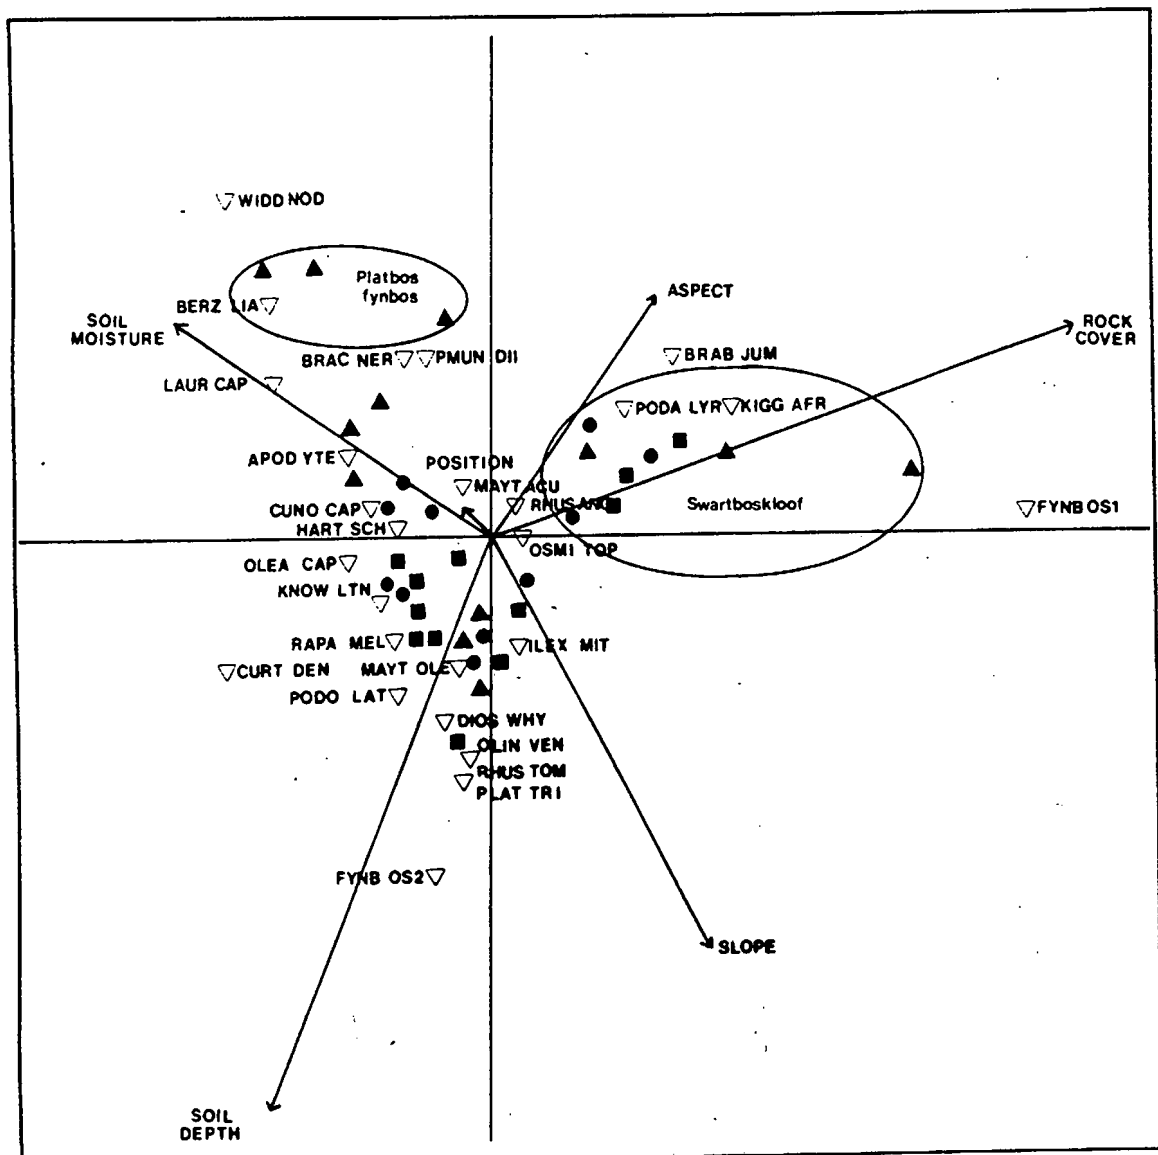 WIDD NOD
Platbos
fynbos
BERZ LIA
ASPECT
SOIL
MOISTURE
ROCK
COVER
BRAC NER
PMUN DII
BRAB JUM
LAUR CAP
PODA LYR
KIGG AFR
APOD YTE
POSITION
MAYT ACU
CUNO CAP
RHUS ANG
Swartboskloof
FYNB OS1
HART SCH
OSMI TOP
OLEA CAP
KNOW LTN
RAPA MEL
ILEX MIT
CURT DEN
MAYT OLE
PODO LAT
DIOS WHY
OLIN VEN
RHUS TOM
PLAT TRI
FYNB OS2
SLOPE
SOIL
DEPTH